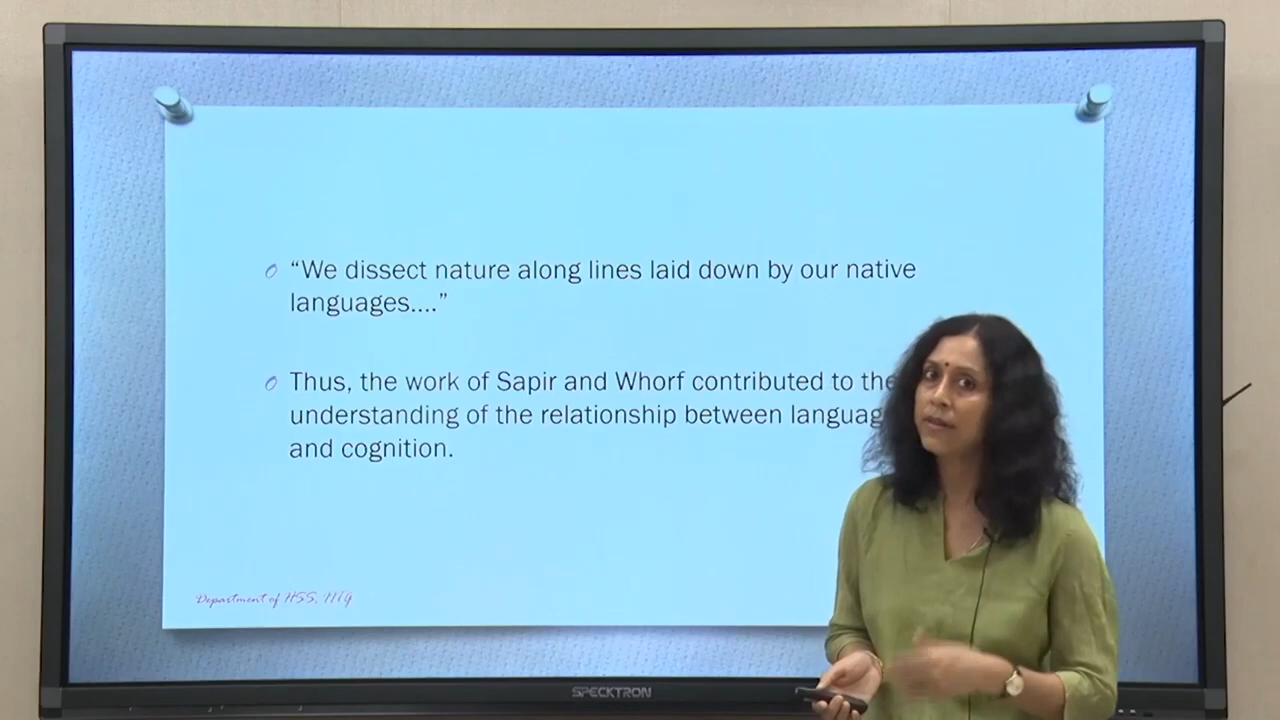 “We dissect nature along lines laid down by our native
languages....”
Thus, the work of Sapir and Whorf contributed to the
understanding of the relationship between languag
and cognition.
Department of HSS, IITG
SPECKTRON